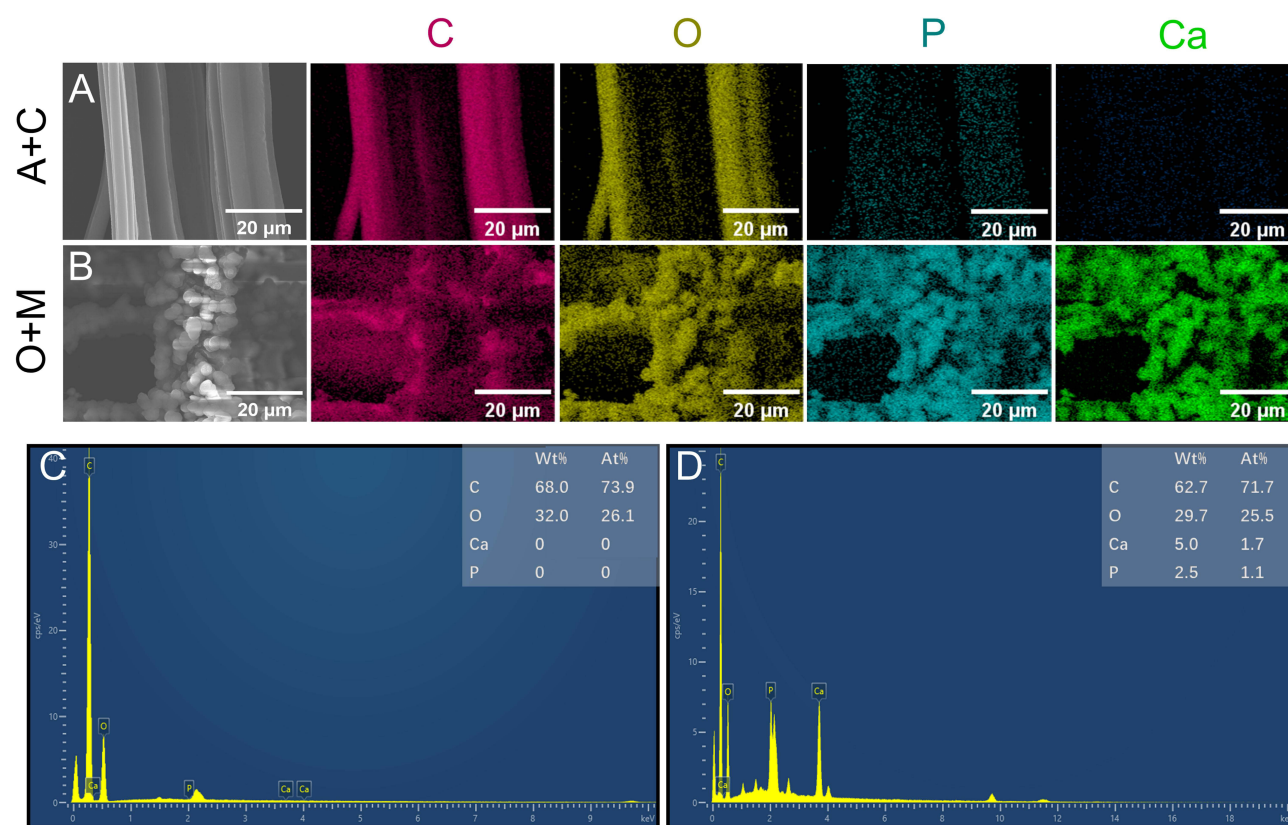 C O P Ca
A+C
A
20 µm 20 µm 20 µm 20 µm 20 µm
O+M
B
20 µm 20 µm 20 µm 20 µm 20 µm
C
Wt% At%
C 68.0 73.9
O 32.0 26.1
Ca 0 0
P 0 0
40
30
20
10
0
cps/eV
C
O
Ca
P
Ca
Ca
0 1 2 3 4 5 6 7 8 9 keV
D
Wt% At%
C 62.7 71.7
O 29.7 25.5
Ca 5.0 1.7
P 2.5 1.1
20
15
10
5
0
cps/eV
C
O
P
Ca
Ca
0 2 4 6 8 10 12 14 16 18